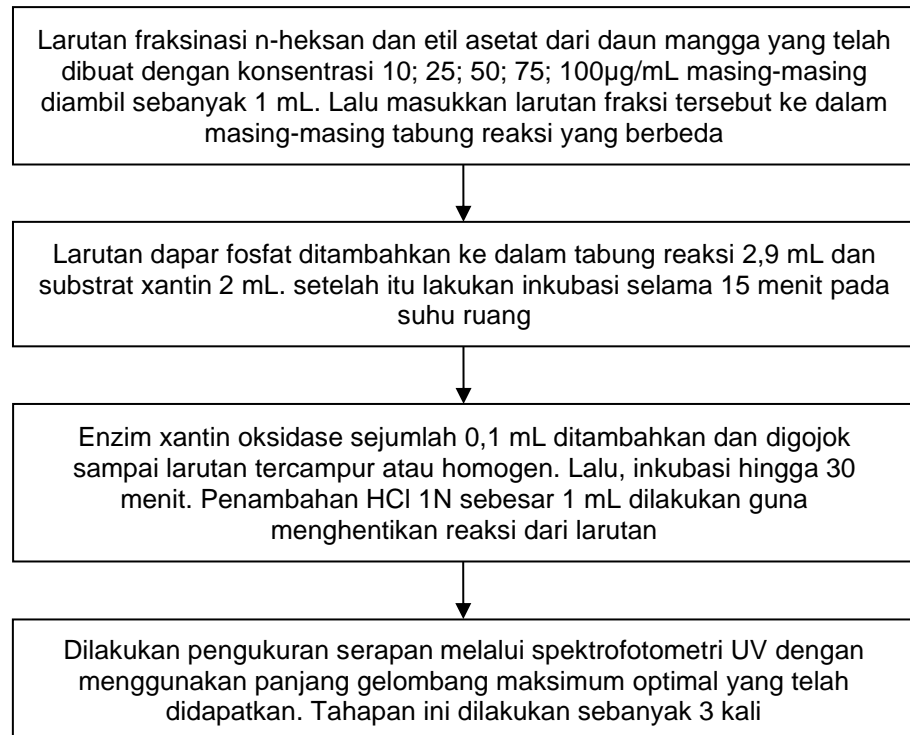 Larutan fraksinasi n-heksan dan etil asetat dari daun mangga yang telah
dibuat dengan konsentrasi 10; 25; 50; 75; 100µg/mL masing-masing
diambil sebanyak 1 mL. Lalu masukkan larutan fraksi tersebut ke dalam
masing-masing tabung reaksi yang berbeda
Larutan dapar fosfat ditambahkan ke dalam tabung reaksi 2,9 mL dan
substrat xantin 2 mL. setelah itu lakukan inkubasi selama 15 menit pada
suhu ruang
Enzim xantin oksidase sejumlah 0,1 mL ditambahkan dan digojok
sampai larutan tercampur atau homogen. Lalu, inkubasi hingga 30
menit. Penambahan HCl 1N sebesar 1 mL dilakukan guna
menghentikan reaksi dari larutan
Dilakukan pengukuran serapan melalui spektrofotometri UV dengan
menggunakan panjang gelombang maksimum optimal yang telah
didapatkan. Tahapan ini dilakukan sebanyak 3 kali